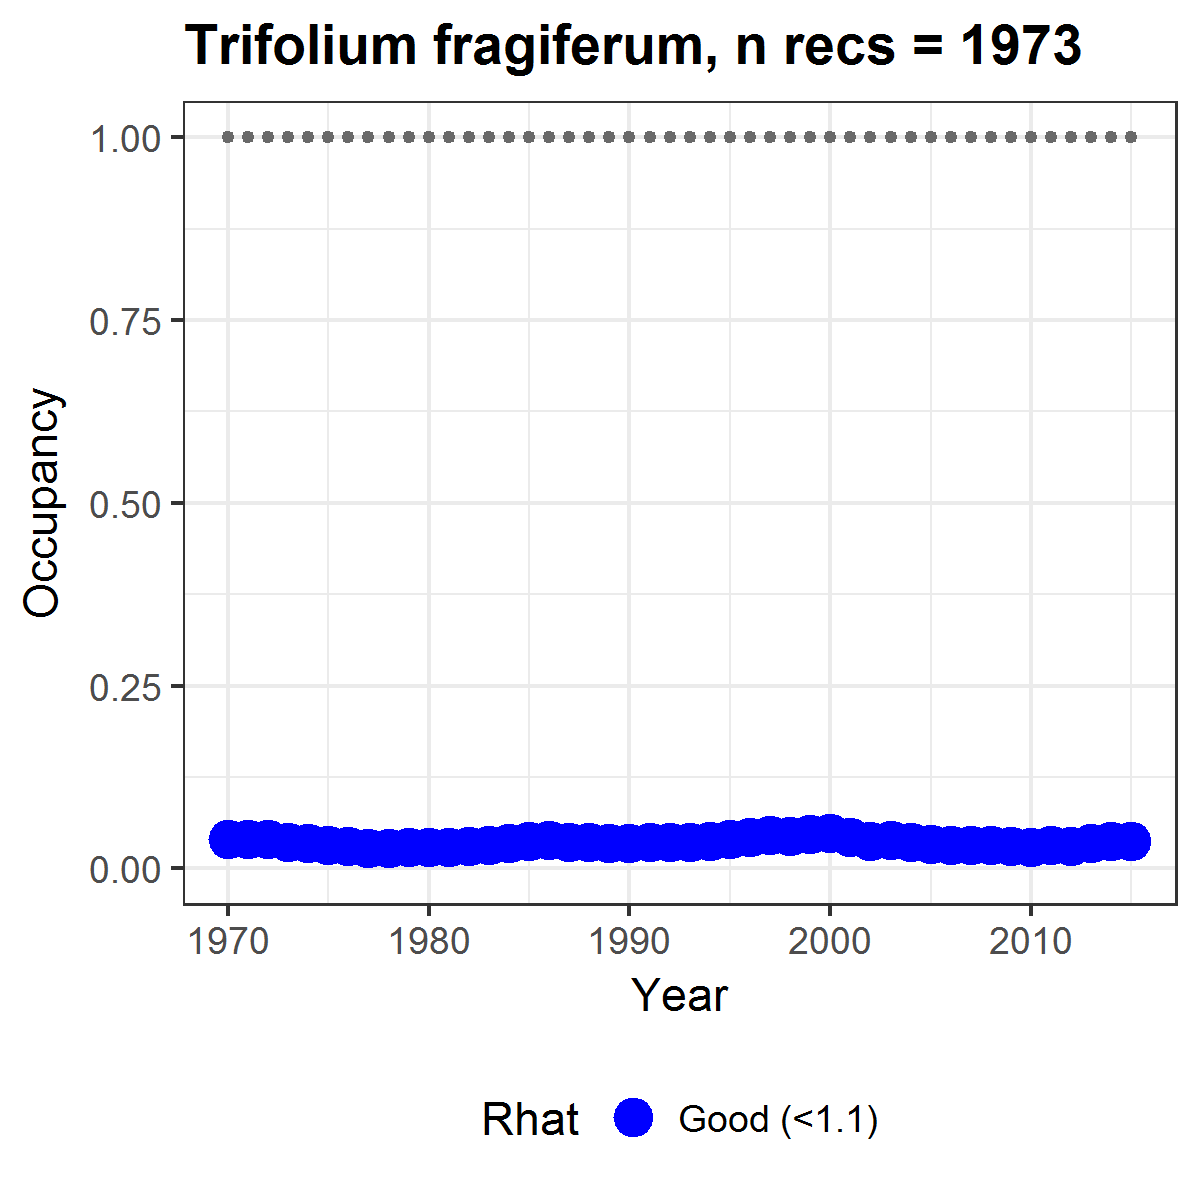 Trifolium fragiferum, n recs = 1973
1.00
0.75
0.50
0.25
0.00
Occupancy
1970 1980 1990 2000 2010
Year
Rhat Good (<1.1)